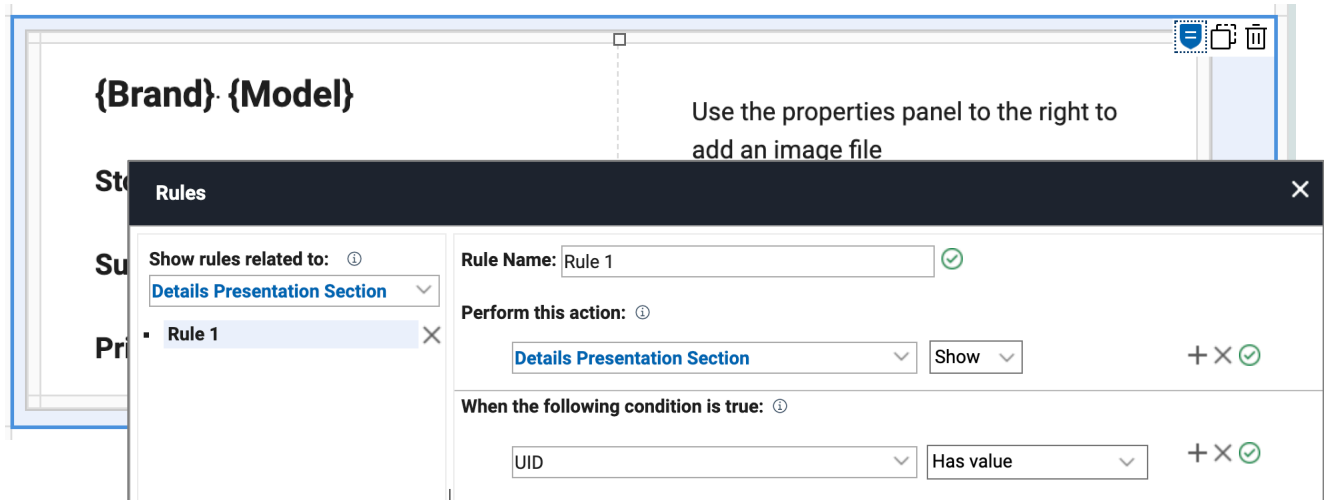 {Brand} {Model}
Use the properties panel to the right to
add an image file
Rules
Show rules related to:
Details Presentation Section
Rule 1
Rule Name: Rule 1
Perform this action:
Details Presentation Section Show
When the following condition is true:
UID Has value